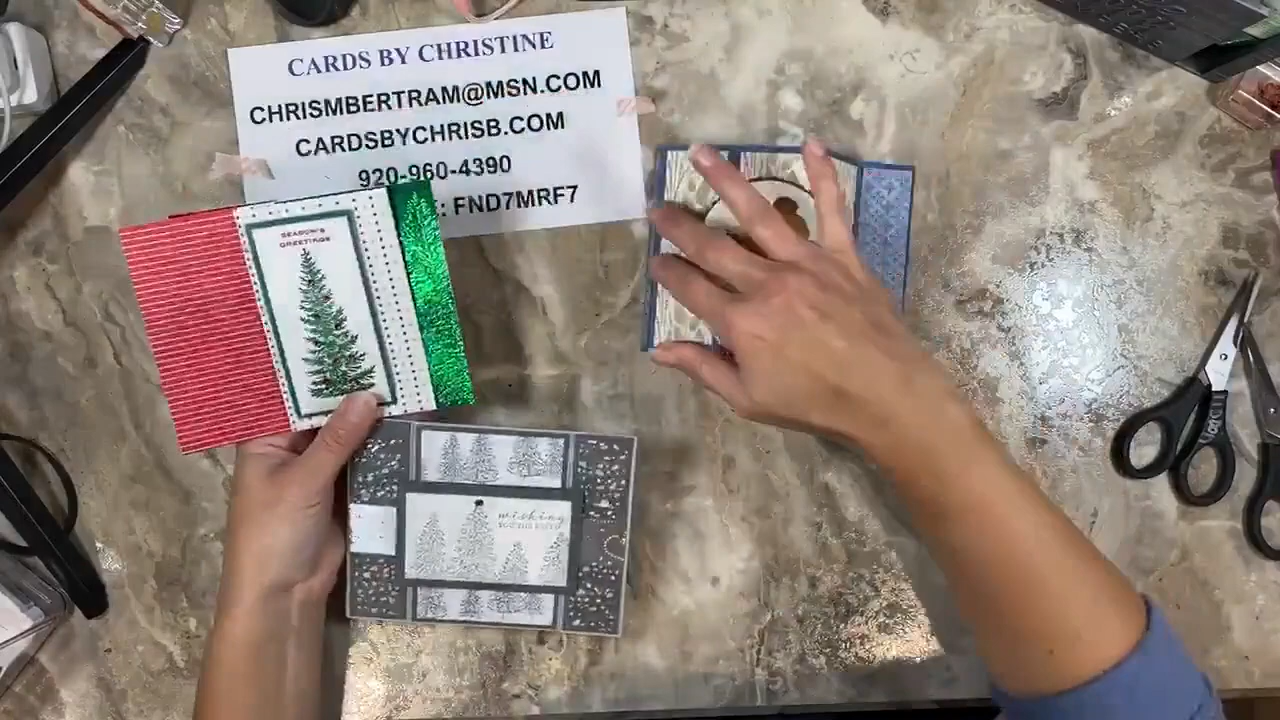 CARDS BY CHRISTINE
CHRISMBERTRAM@MSN.COM
CARDSBYCHRISB.COM
920-960-4390
: FND7MRF7
SEASON'S
GREETINGS
wishing